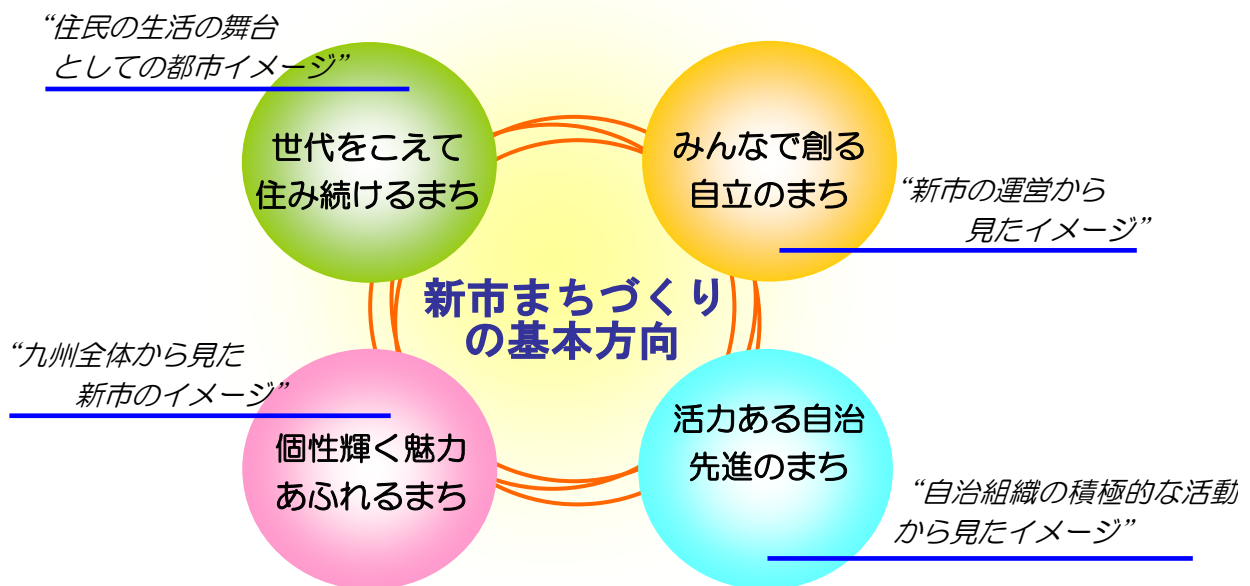 “住民の生活の舞台
としての都市イメージ”
世代をこえて
住み続けるまち
みんなで創る
自立のまち
“新市の運営から
見たイメージ”
新市まちづくり
の基本方向
“九州全体から見た
新市のイメージ”
個性輝く魅力
あふれるまち
活力ある自治
先進のまち
“自治組織の積極的な活動
から見たイメージ”